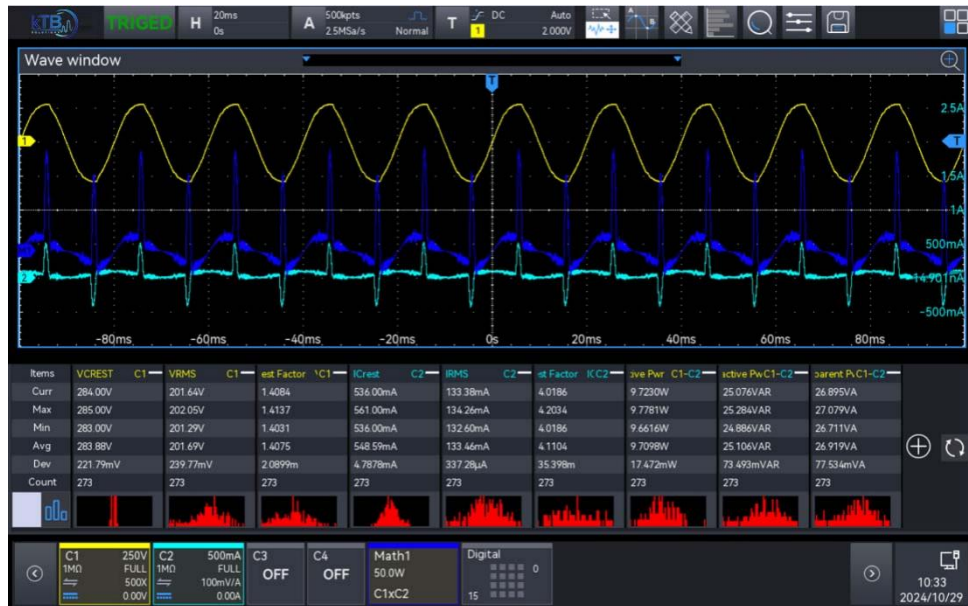 KTB
TRIGED
H 20ms 0s
A 500kpts 2.5MSa/s Normal
T DC 1 Auto 2.000V
Wave window
T
2.5A
1
T
1.5A
1A
500mA
2
14.901nA
-500mA
-80ms -60ms -40ms -20ms 0s 20ms 40ms 60ms 80ms
Items VCREST C1 VRMS C1 est Factor C1 ICrest C2 IRMS C2 st Factor C2 ive Pwr C1-C2 active Pw C1-C2 parent P C1-C2
Curr 284.00V 201.64V 1.4084 536.00mA 133.38mA 4.0186 9.7230W 25.076VAR 26.895VA
Max 285.00V 202.05V 1.4137 561.00mA 134.26mA 4.2034 9.7781W 25.284VAR 27.079VA
Min 283.00V 201.29V 1.4031 536.00mA 132.60mA 4.0186 9.6616W 24.886VAR 26.711VA
Avg 283.88V 201.69V 1.4075 548.59mA 133.46mA 4.1104 9.7098W 25.106VAR 26.919VA
Dev 221.79mV 239.77mV 2.0899m 4.7878mA 337.28µA 35.398m 17.472mW 73.493mVAR 77.534mVA
Count 273 273 273 273 273 273 273 273 273
C1 250V C2 500mA C3 C4 Math1 Digital
1MΩ FULL 1MΩ FULL OFF OFF 50.0W 0
500X 100mV/A
0.00V 0.00A C1xC2 15
10:33
2024/10/29